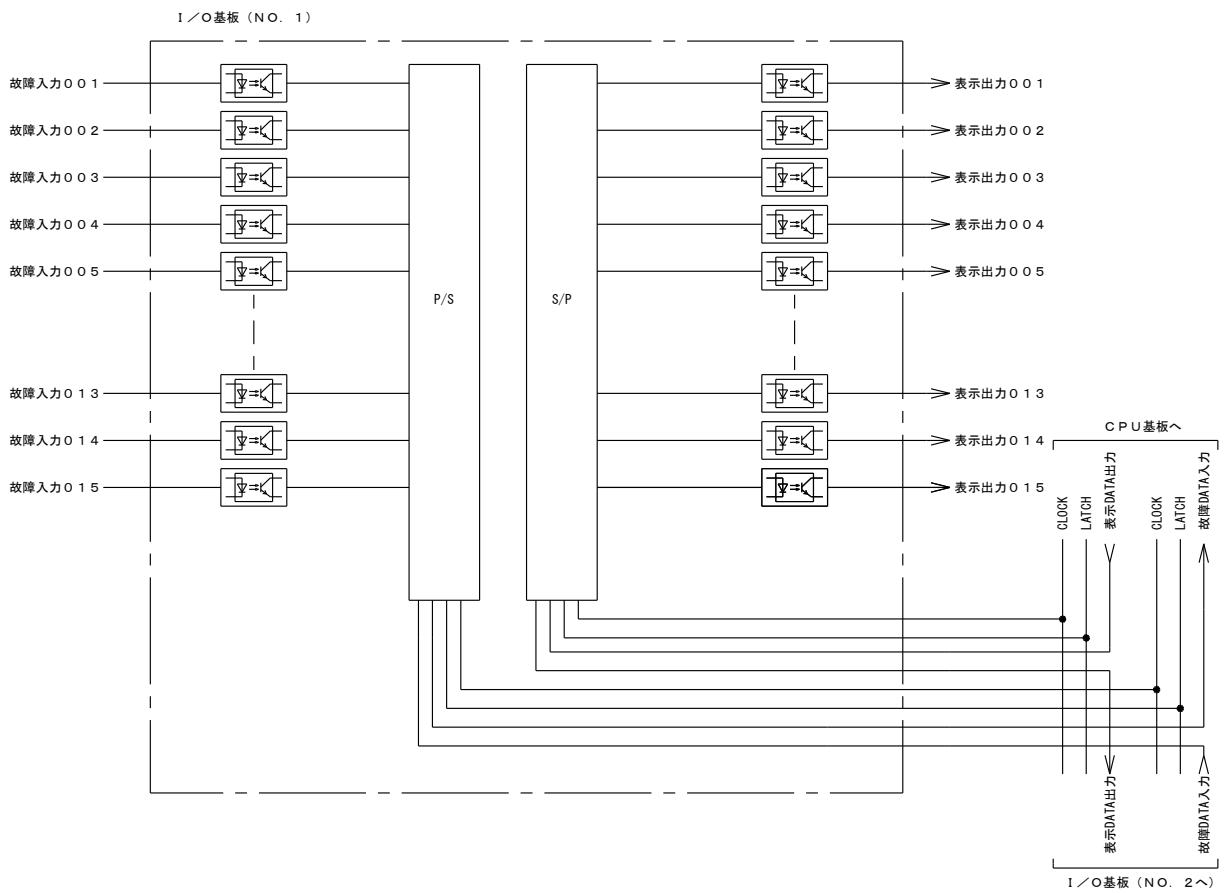 Ｉ／Ｏ基板（ＮＯ．１）
故障入力００１
故障入力００２
故障入力００３
故障入力００４
故障入力００５
故障入力０１３
故障入力０１４
故障入力０１５
P/S
S/P
表示出力００１
表示出力００２
表示出力００３
表示出力００４
表示出力００５
表示出力０１３
表示出力０１４
表示出力０１５
ＣＰＵ基板へ
CLOCK
LATCH
表示DATA出力
CLOCK
LATCH
故障DATA入力
表示DATA出力
故障DATA入力
Ｉ／Ｏ基板（ＮＯ．２へ）